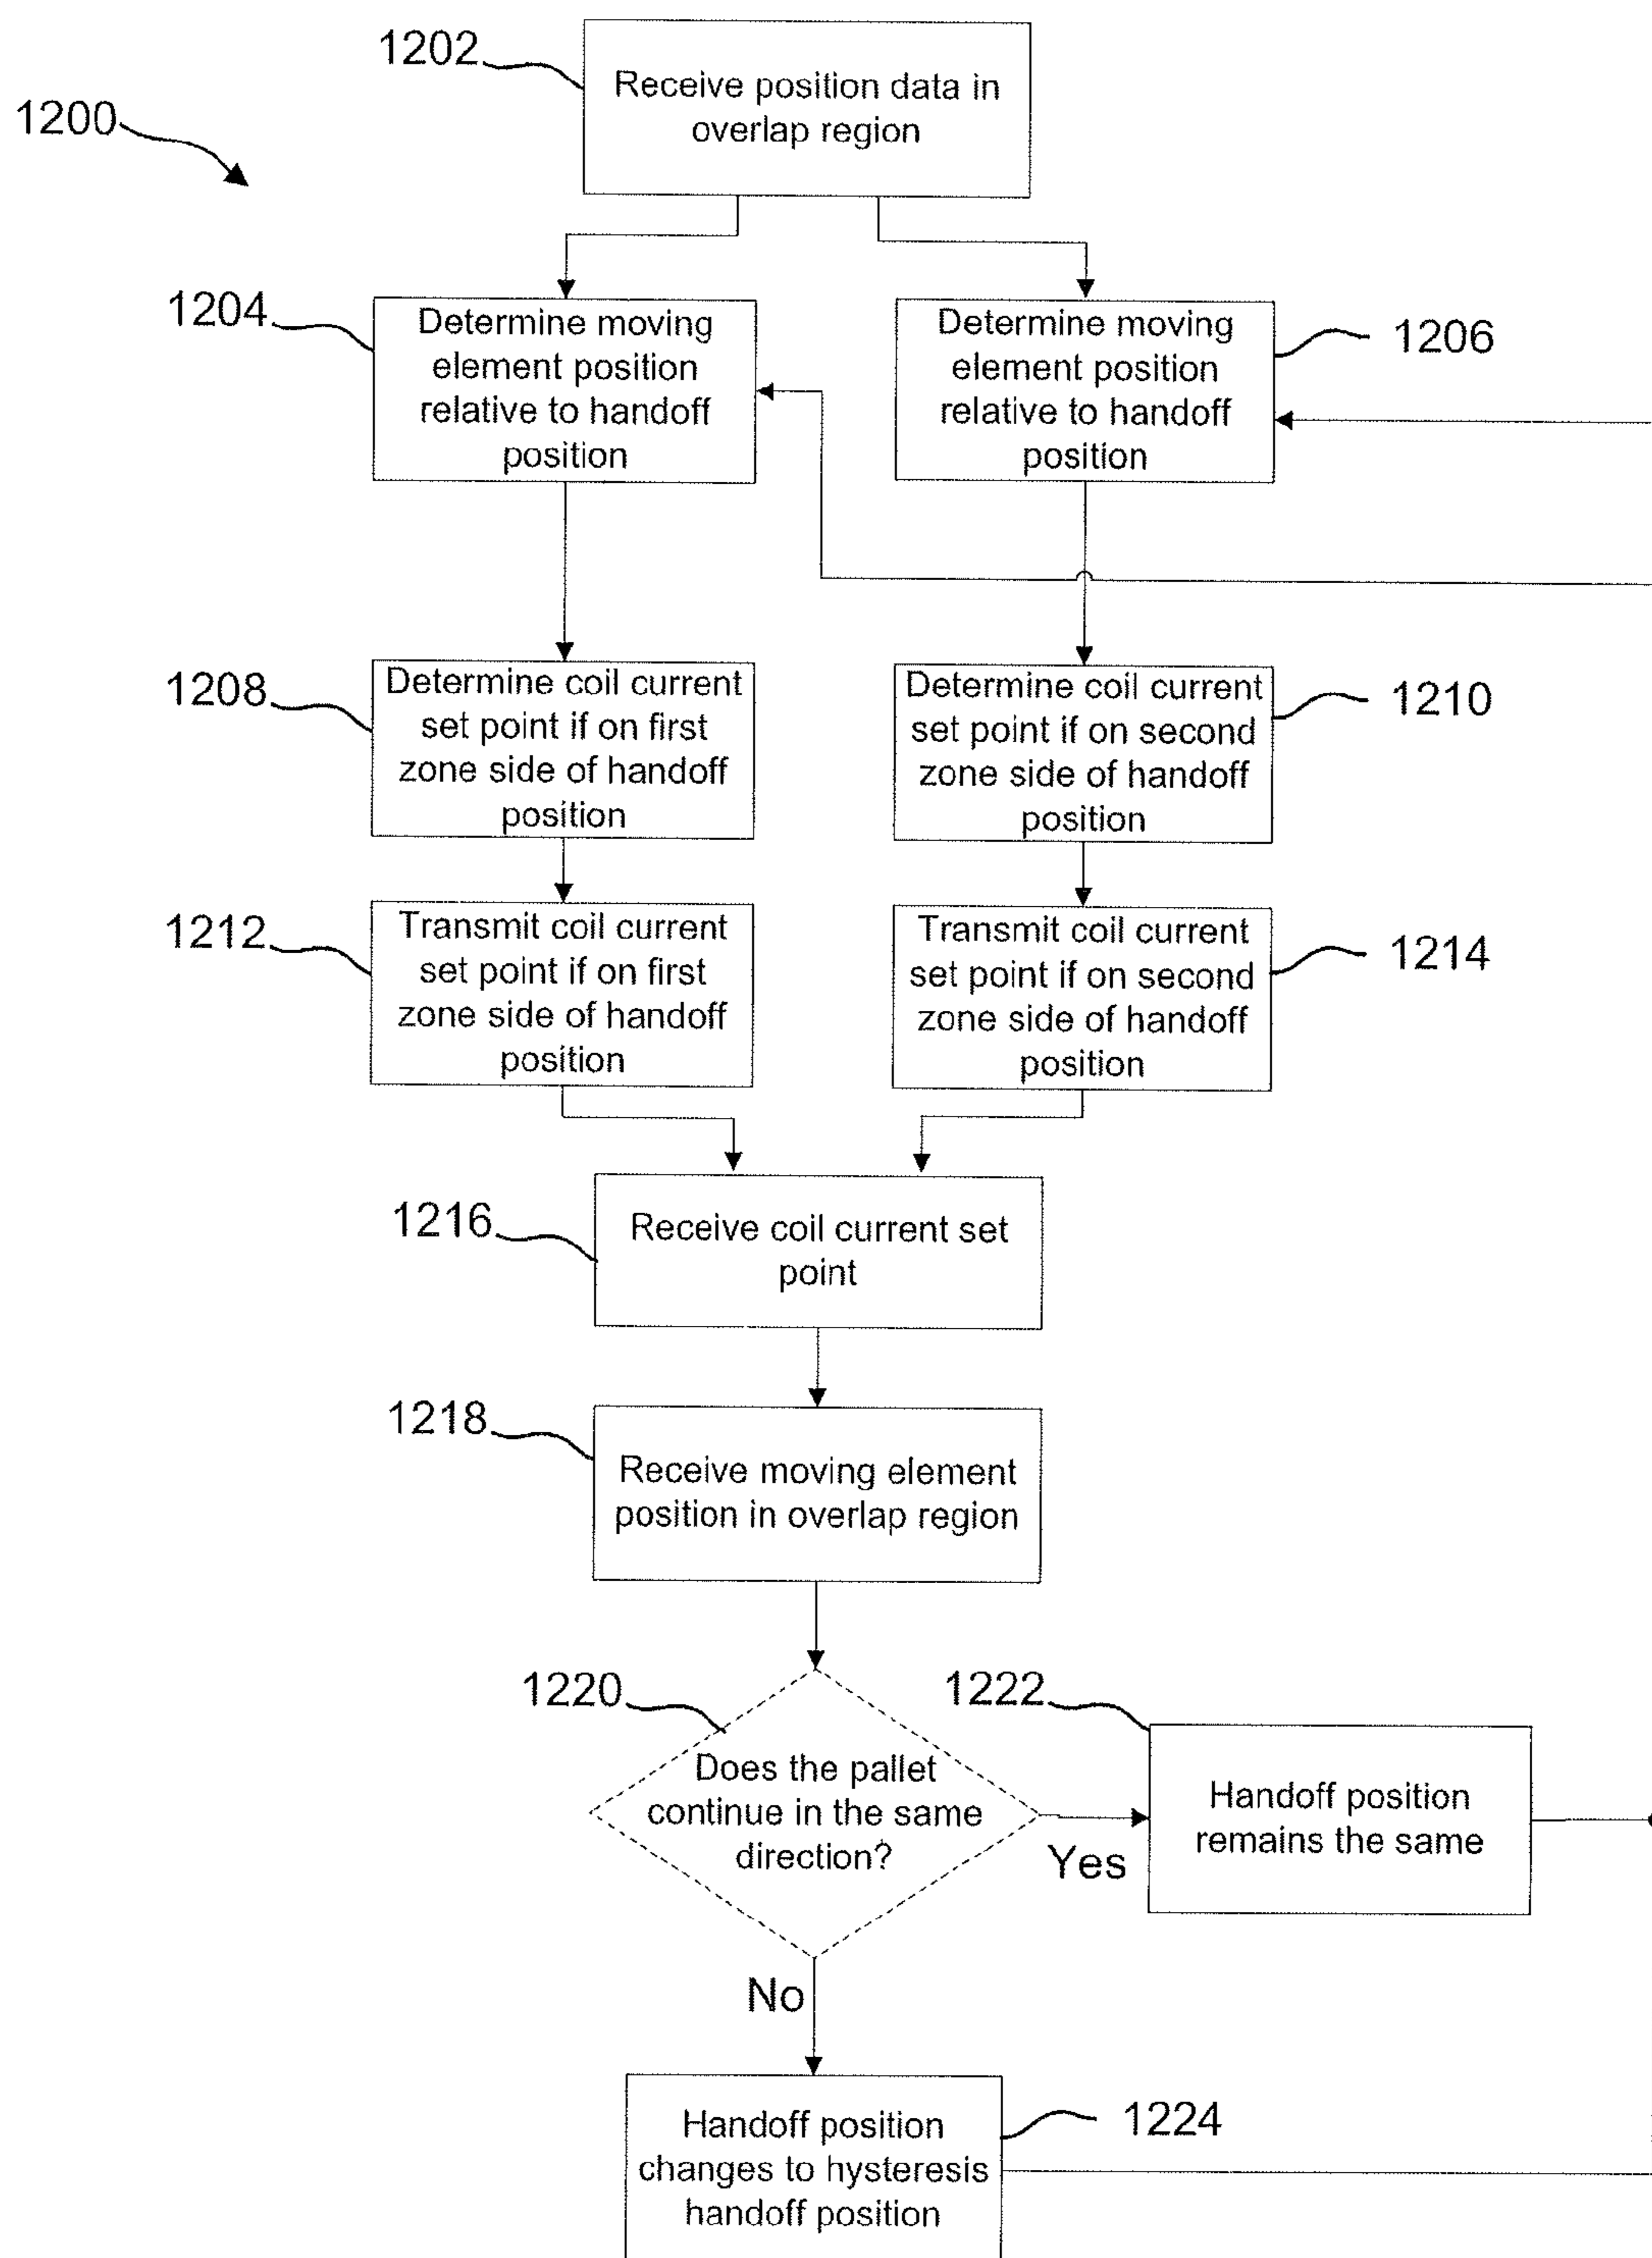 1200
1202
Receive position data in
overlap region
1204
Determine moving
element position
relative to handoff
position
Determine moving
element position
relative to handoff
position
1206
1208
Determine coil current
set point if on first
zone side of handoff
position
Determine coil current
set point if on second
zone side of handoff
position
1210
1212
Transmit coil current
set point if on first
zone side of handoff
position
Transmit coil current
set point if on second
zone side of handoff
position
1214
1216
Receive coil current set
point
1218
Receive moving element
position in overlap region
1220
Does the pallet
continue in the same
direction?
Yes
1222
Handoff position
remains the same
No
Handoff position
changes to hysteresis
handoff position
1224